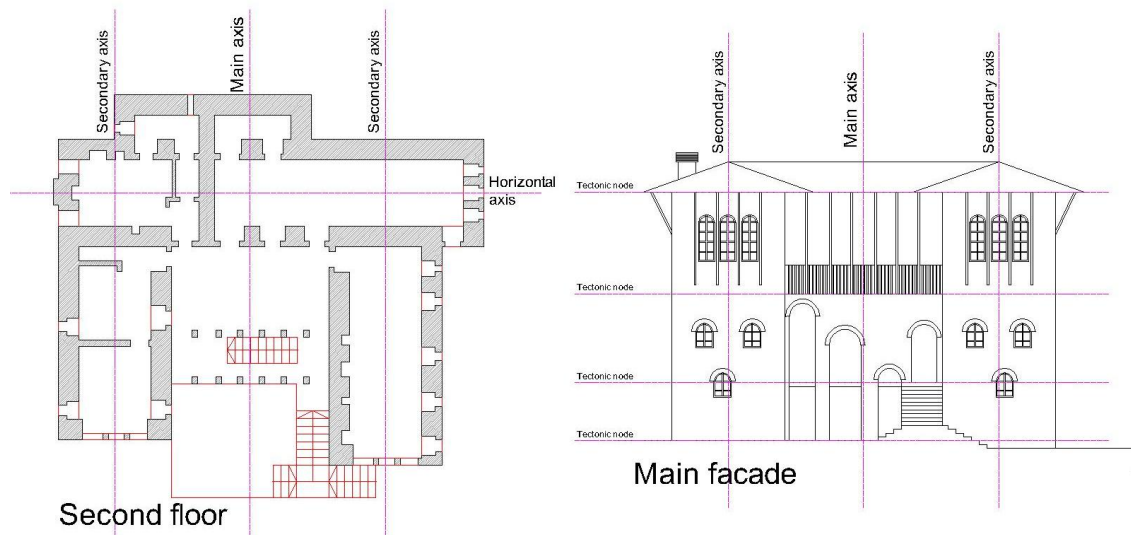 Secondary axis
Main axis
Secondary axis
Horizontal
axis
Second floor
Secondary axis
Main axis
Secondary axis
Tectonic node
Tectonic node
Tectonic node
Tectonic node
Main facade